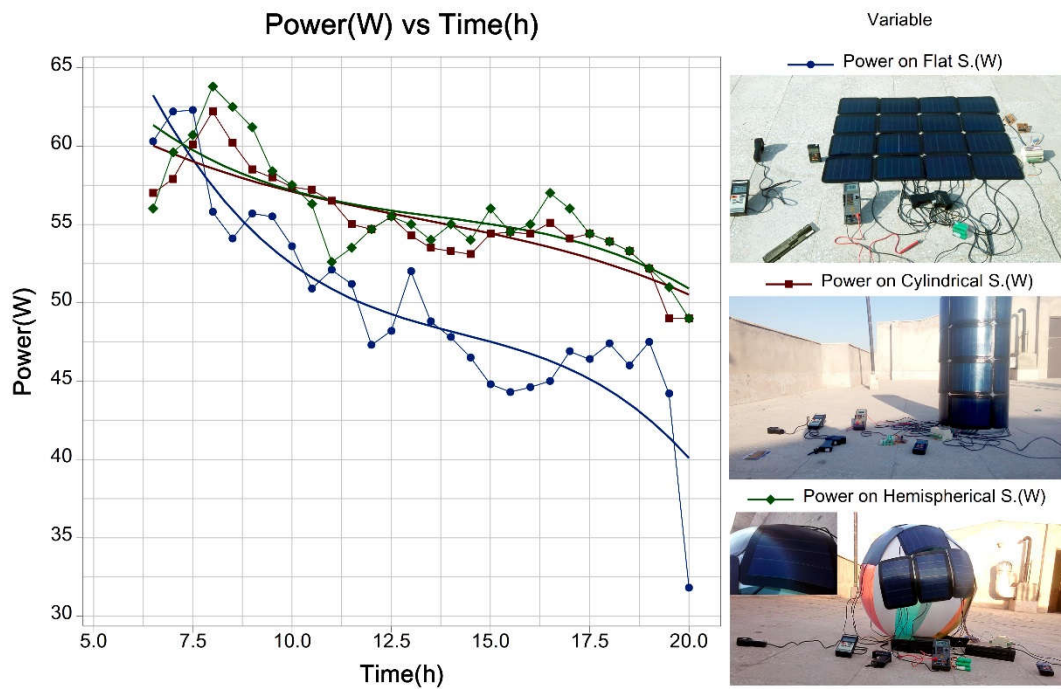 Power(W) vs Time(h)
Variable
Power on Flat S.(W)
Power on Cylindrical S.(W)
Power on Hemispherical S.(W)
Power(W)
65
60
55
50
45
40
35
30
5.0 7.5 10.0 12.5 15.0 17.5 20.0
Time(h)